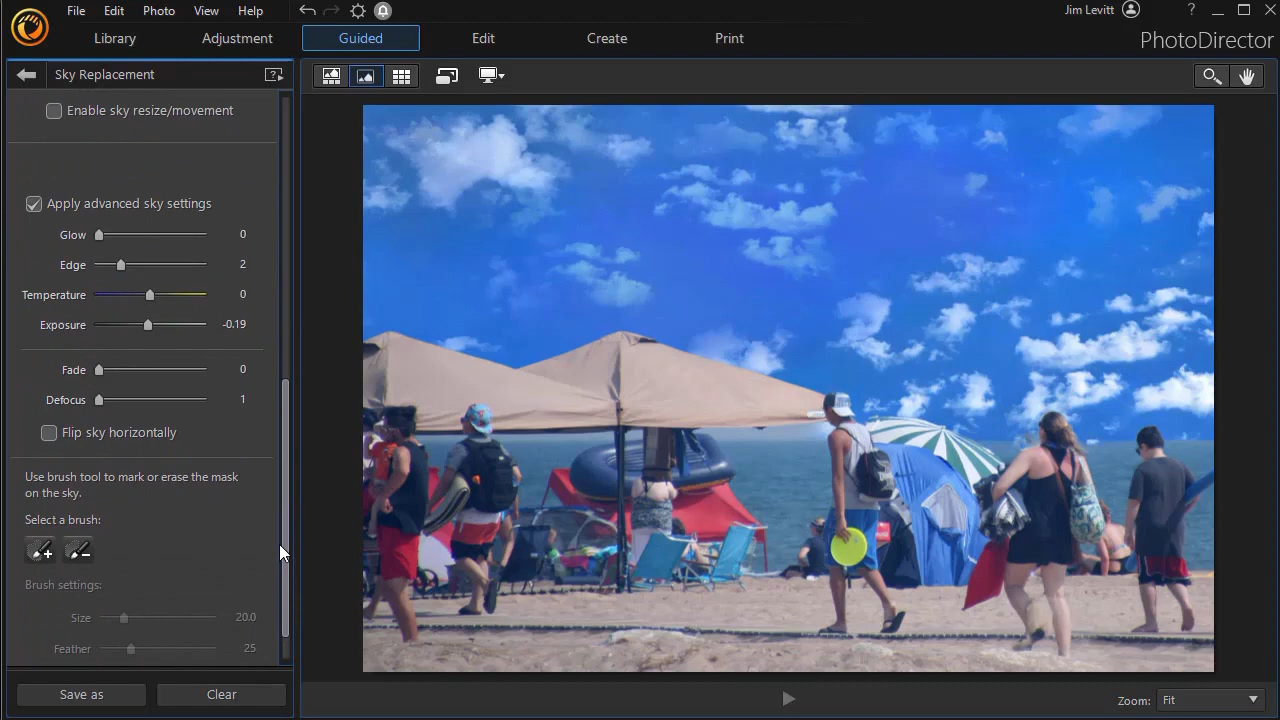 File Edit Photo View Help
Jim Levitt
?
Library Adjustment Guided Edit Create Print
PhotoDirector
Sky Replacement
Enable sky resize/movement
Apply advanced sky settings
Glow 0
Edge 2
Temperature 0
Exposure -0.19
Fade 0
Defocus 1
Flip sky horizontally
Use brush tool to mark or erase the mask
on the sky.
Select a brush:
Brush settings:
Size 20.0
Feather 25
Save as Clear
Zoom: Fit